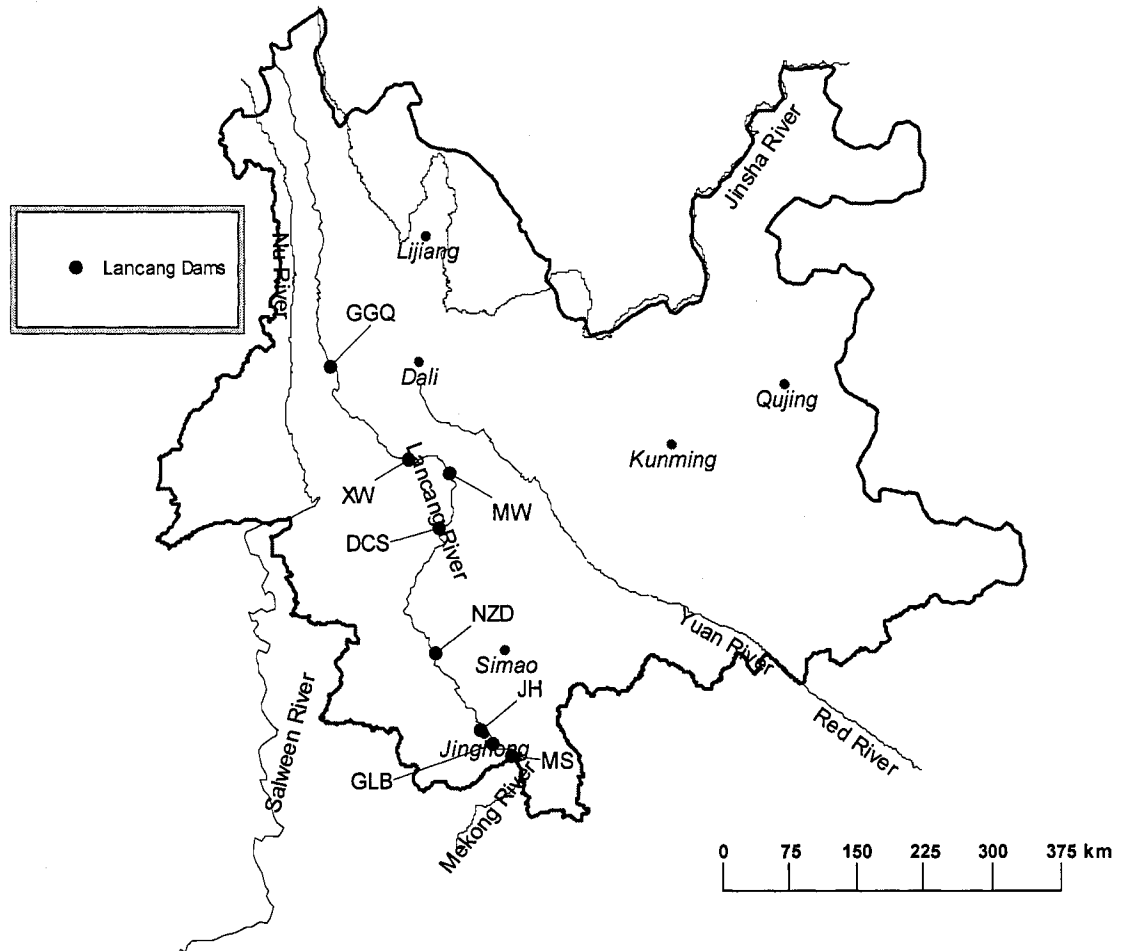 Jinsha River
Nu River
Lijiang
Lancang Dams
GGQ
Dali
Qujing
Kunming
Lancang River
XW
MW
DCS
NZD
Simao
Yuan River
JH
Salween River
Red River
Jinghong
MS
GLB
Mekong River
0 75 150 225 300 375 km